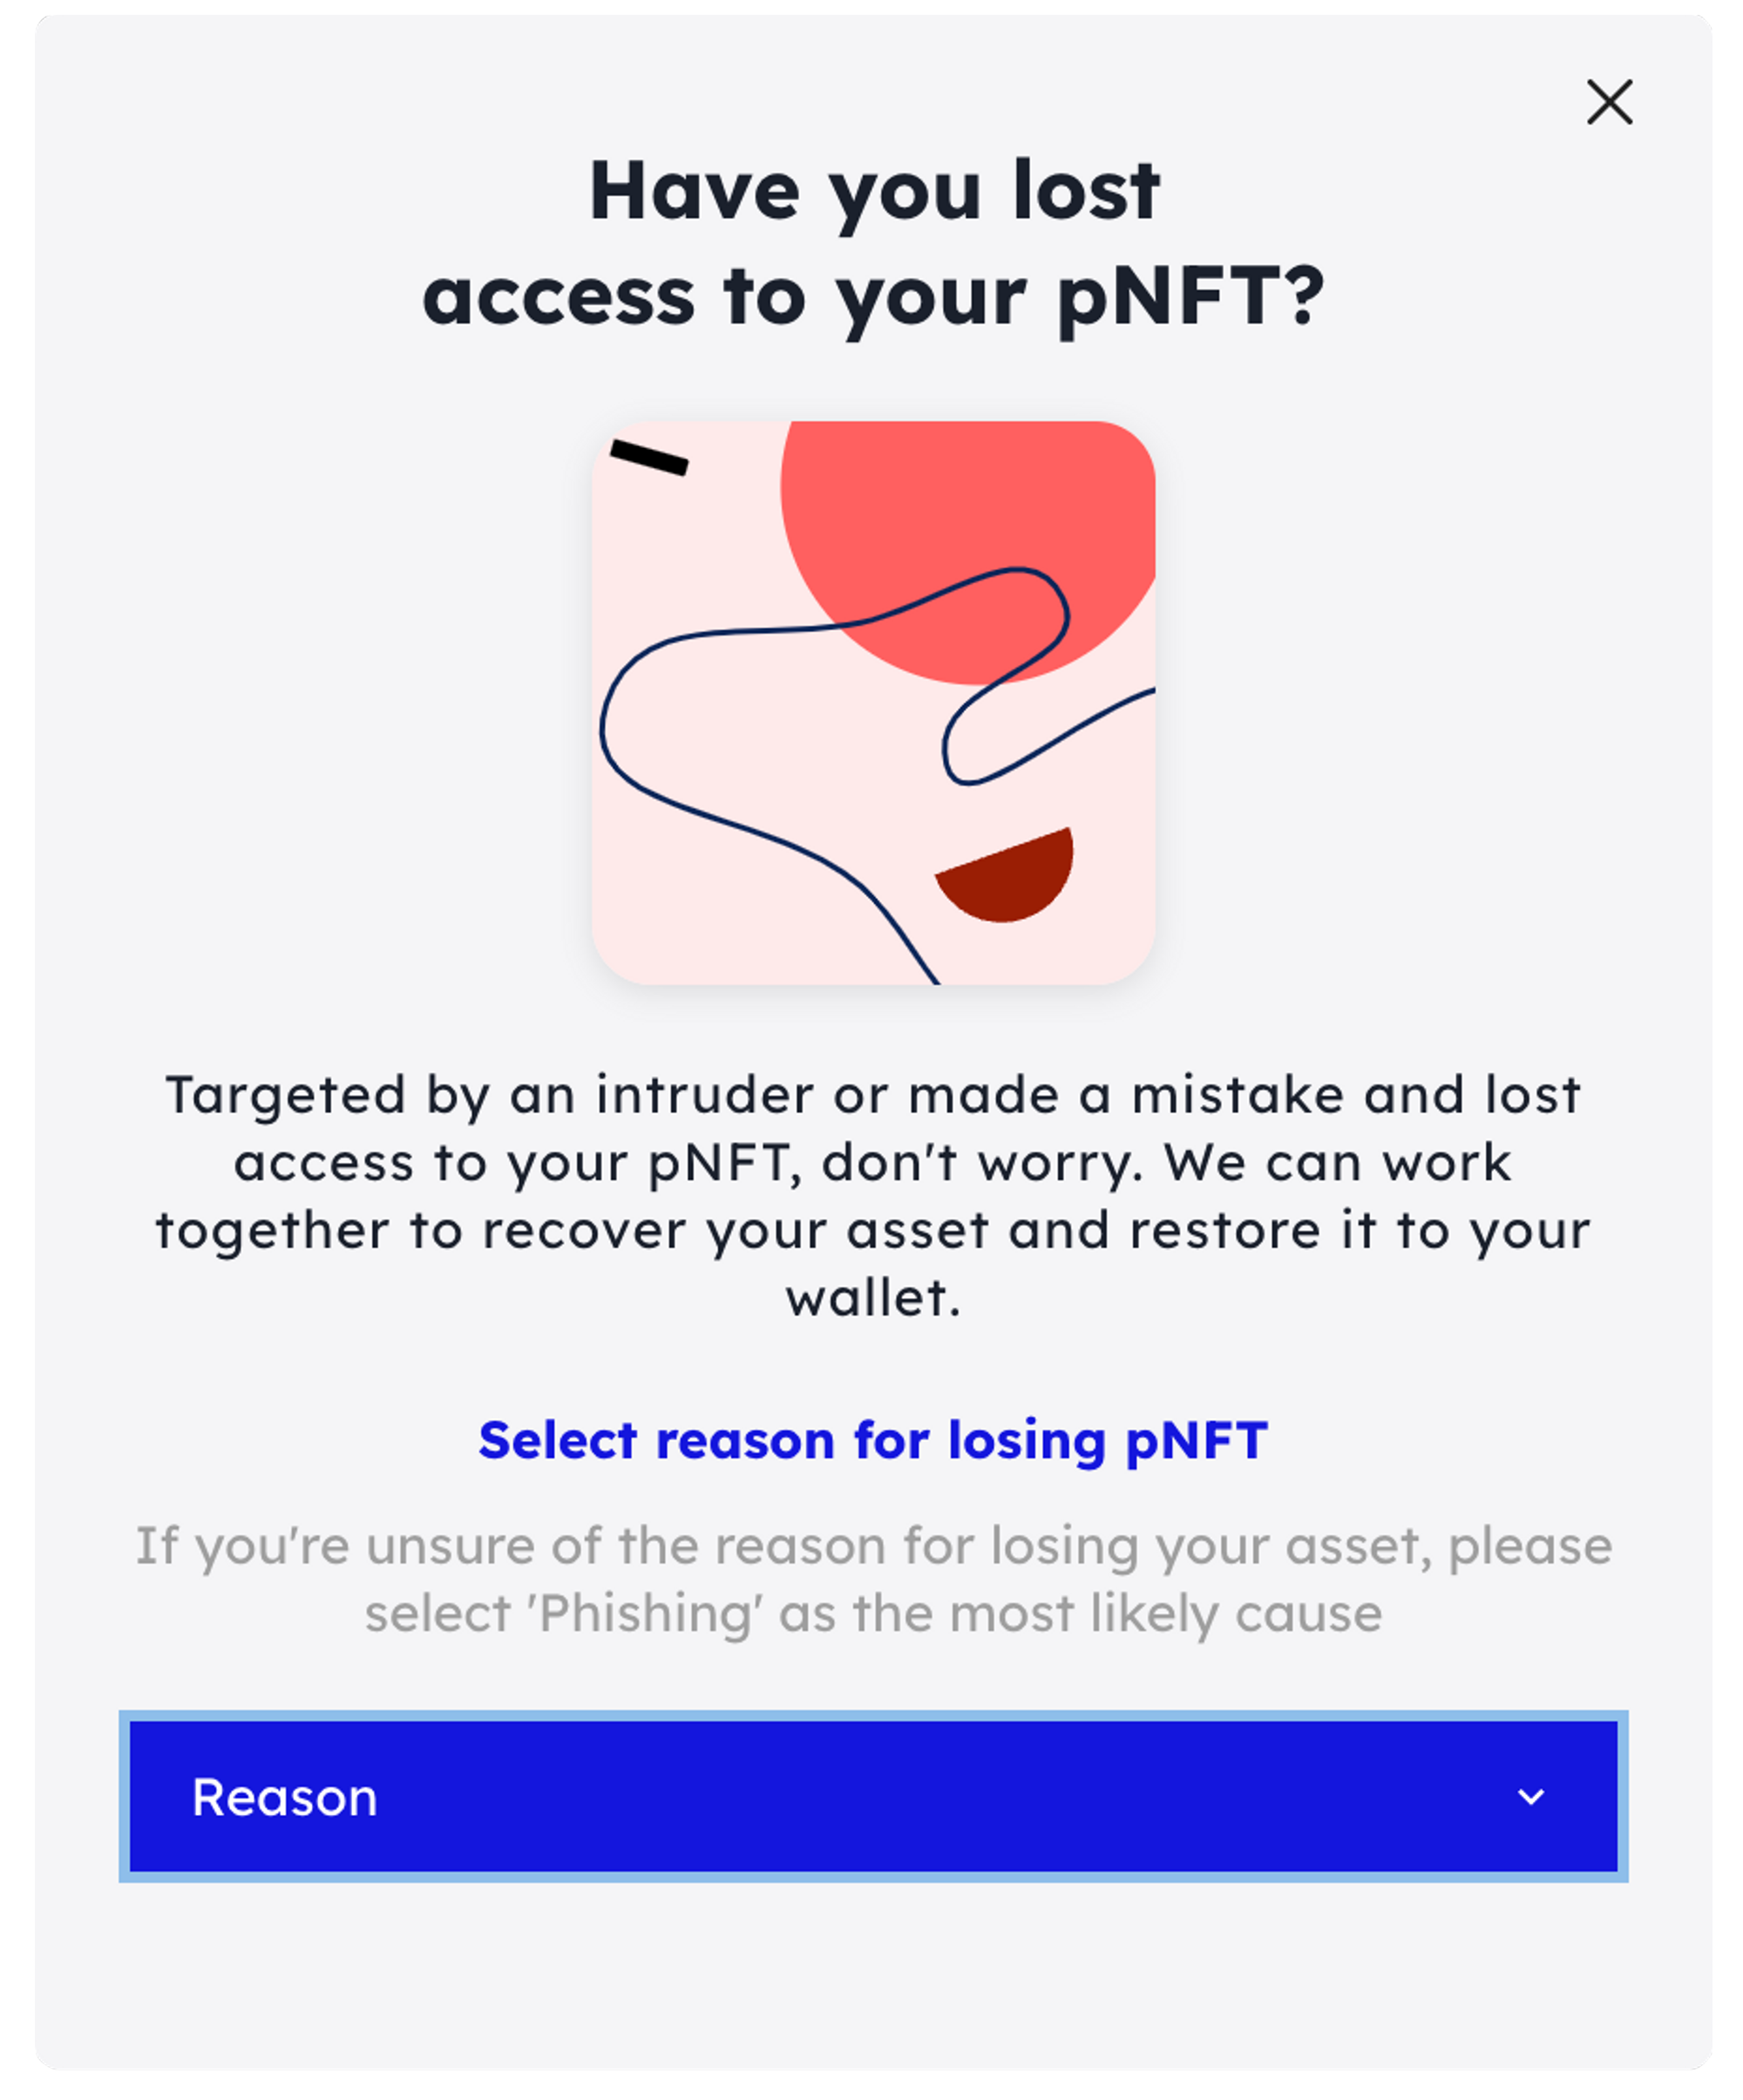 Have you lost
access to your pNFT?
Targeted by an intruder or made a mistake and lost
access to your pNFT, don't worry. We can work
together to recover your asset and restore it to your
wallet.
Select reason for losing pNFT
If you're unsure of the reason for losing your asset, please
select 'Phishing' as the most likely cause
Reason